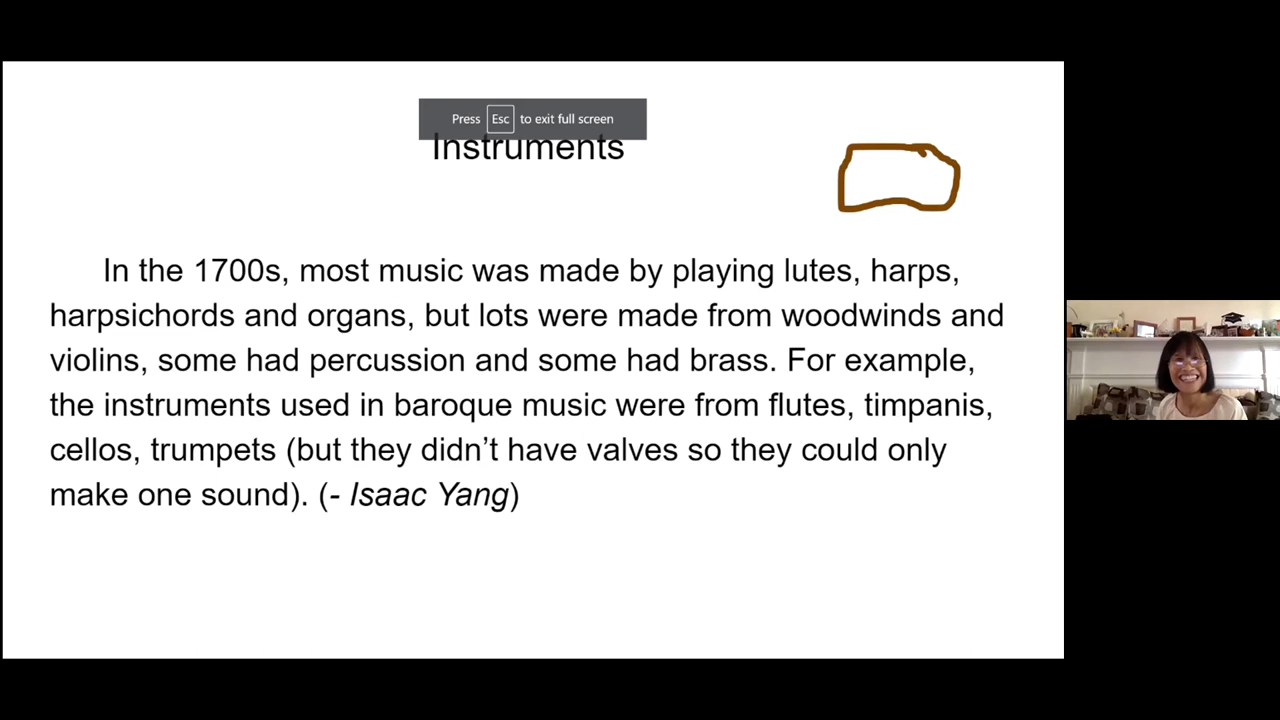 Press Esc to exit full screen
Instruments
In the 1700s, most music was made by playing lutes, harps,
harpsichords and organs, but lots were made from woodwinds and
violins, some had percussion and some had brass. For example,
the instruments used in baroque music were from flutes, timpanis,
cellos, trumpets (but they didn’t have valves so they could only
make one sound). (- Isaac Yang)